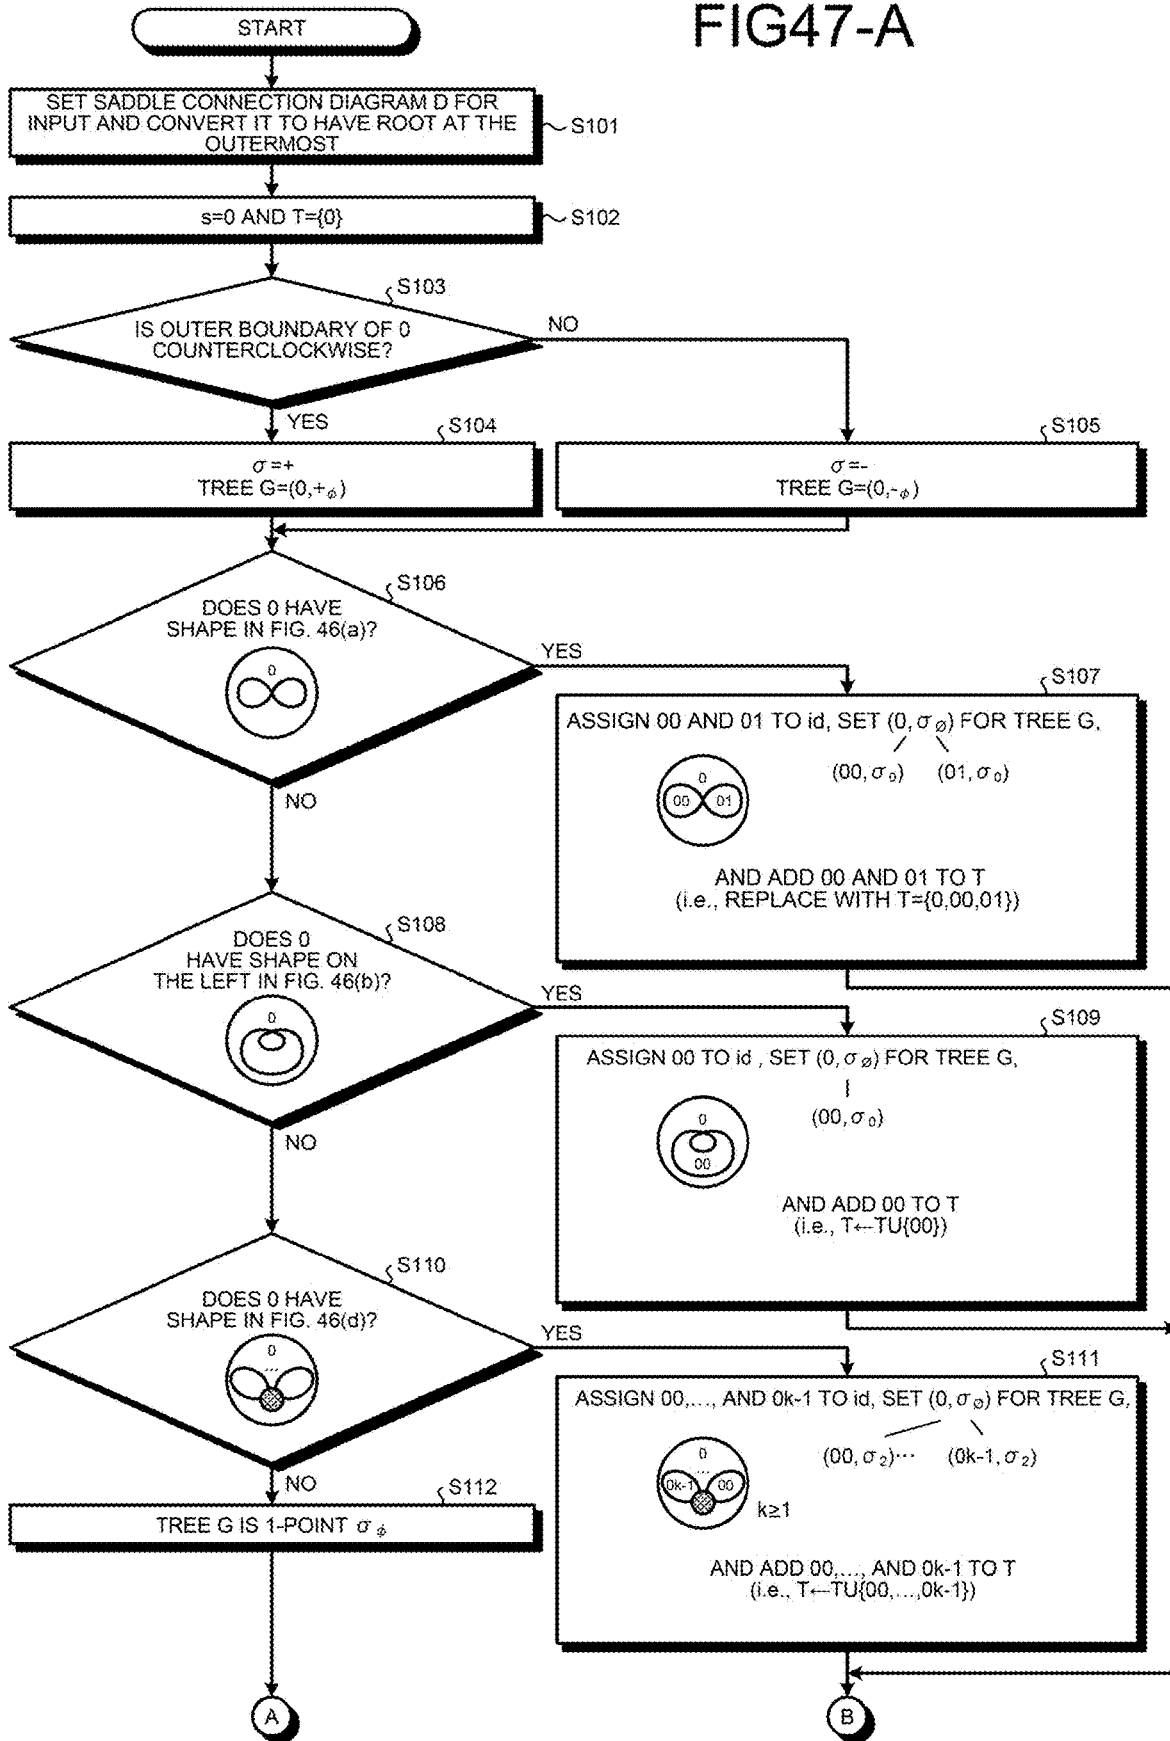 FIG47-A
START
SET SADDLE CONNECTION DIAGRAM D FOR
INPUT AND CONVERT IT TO HAVE ROOT AT THE
OUTERMOST
S101
s=0 AND T={0}
S102
S103
IS OUTER BOUNDARY OF 0
COUNTERCLOCKWISE?
NO
YES
S104
σ=+
TREE G=(0,+ϕ)
S105
σ=-
TREE G=(0,-ϕ)
S106
DOES 0 HAVE
SHAPE IN FIG. 46(a)?
0
YES
NO
S107
ASSIGN 00 AND 01 TO id, SET (0,σ∅) FOR TREE G,
(00,σ0) (01,σ0)
0
00 01
AND ADD 00 AND 01 TO T
(i.e., REPLACE WITH T={0,00,01})
S108
DOES 0
HAVE SHAPE ON
THE LEFT IN FIG. 46(b)?
0
YES
NO
S109
ASSIGN 00 TO id , SET (0,σ∅) FOR TREE G,
(00,σ0)
0
00
AND ADD 00 TO T
(i.e., T←TU{00})
S110
DOES 0 HAVE
SHAPE IN FIG. 46(d)?
0
...
YES
NO
S111
ASSIGN 00,..., AND 0k-1 TO id, SET (0,σ∅) FOR TREE G,
(00,σ2)··· (0k-1,σ2)
0
...
0k-1 00
k≥1
AND ADD 00,..., AND 0k-1 TO T
(i.e., T←TU{00,...,0k-1})
S112
TREE G IS 1-POINT σϕ
A
B